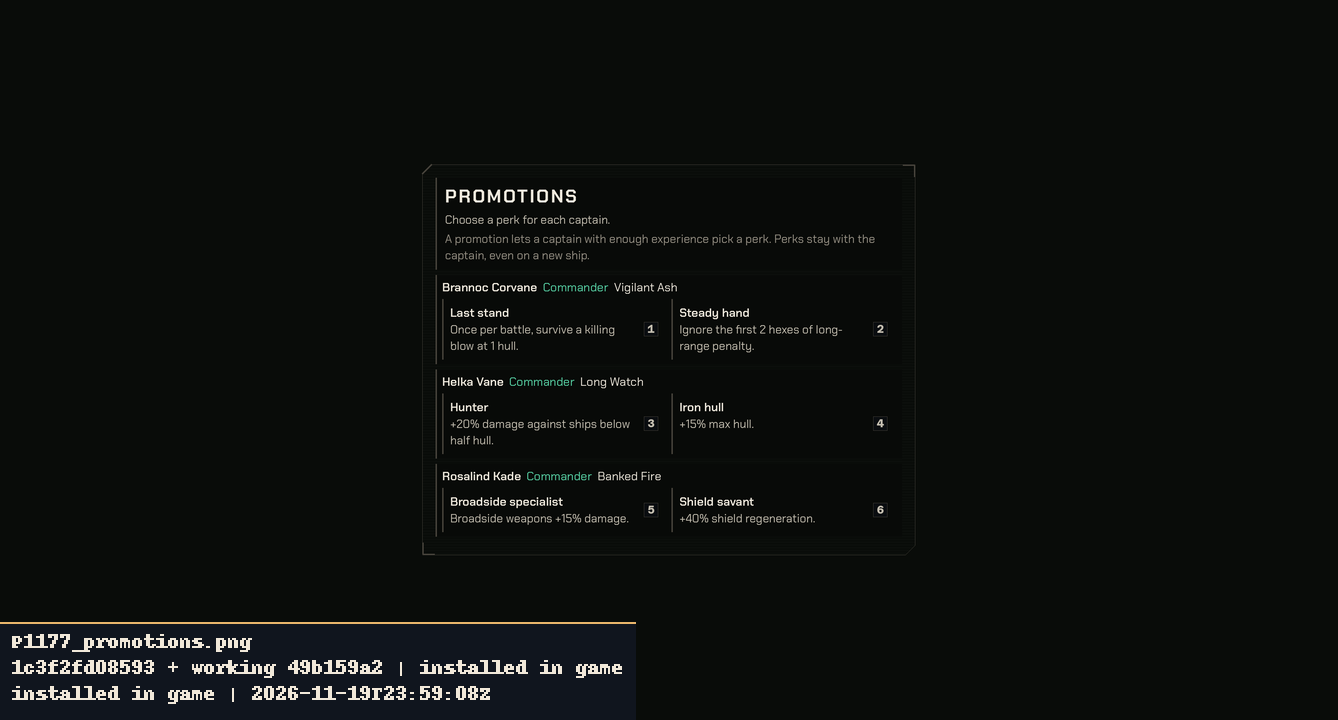 PROMOTIONS
Choose a perk for each captain.
A promotion lets a captain with enough experience pick a perk. Perks stay with the
captain, even on a new ship.
Brannoc Corvane Commander Vigilant Ash
Last stand
Once per battle, survive a killing
blow at 1 hull.
1
Steady hand
Ignore the first 2 hexes of long-
range penalty.
2
Helka Vane Commander Long Watch
Hunter
+20% damage against ships below
half hull.
3
Iron hull
+15% max hull.
4
Rosalind Kade Commander Banked Fire
Broadside specialist
Broadside weapons +15% damage.
5
Shield savant
+40% shield regeneration.
6
P1177_promotions.png
1c3f2fd08593 + working 49b159a2 | installed in game
installed in game | 2026-11-19T23:59:08Z